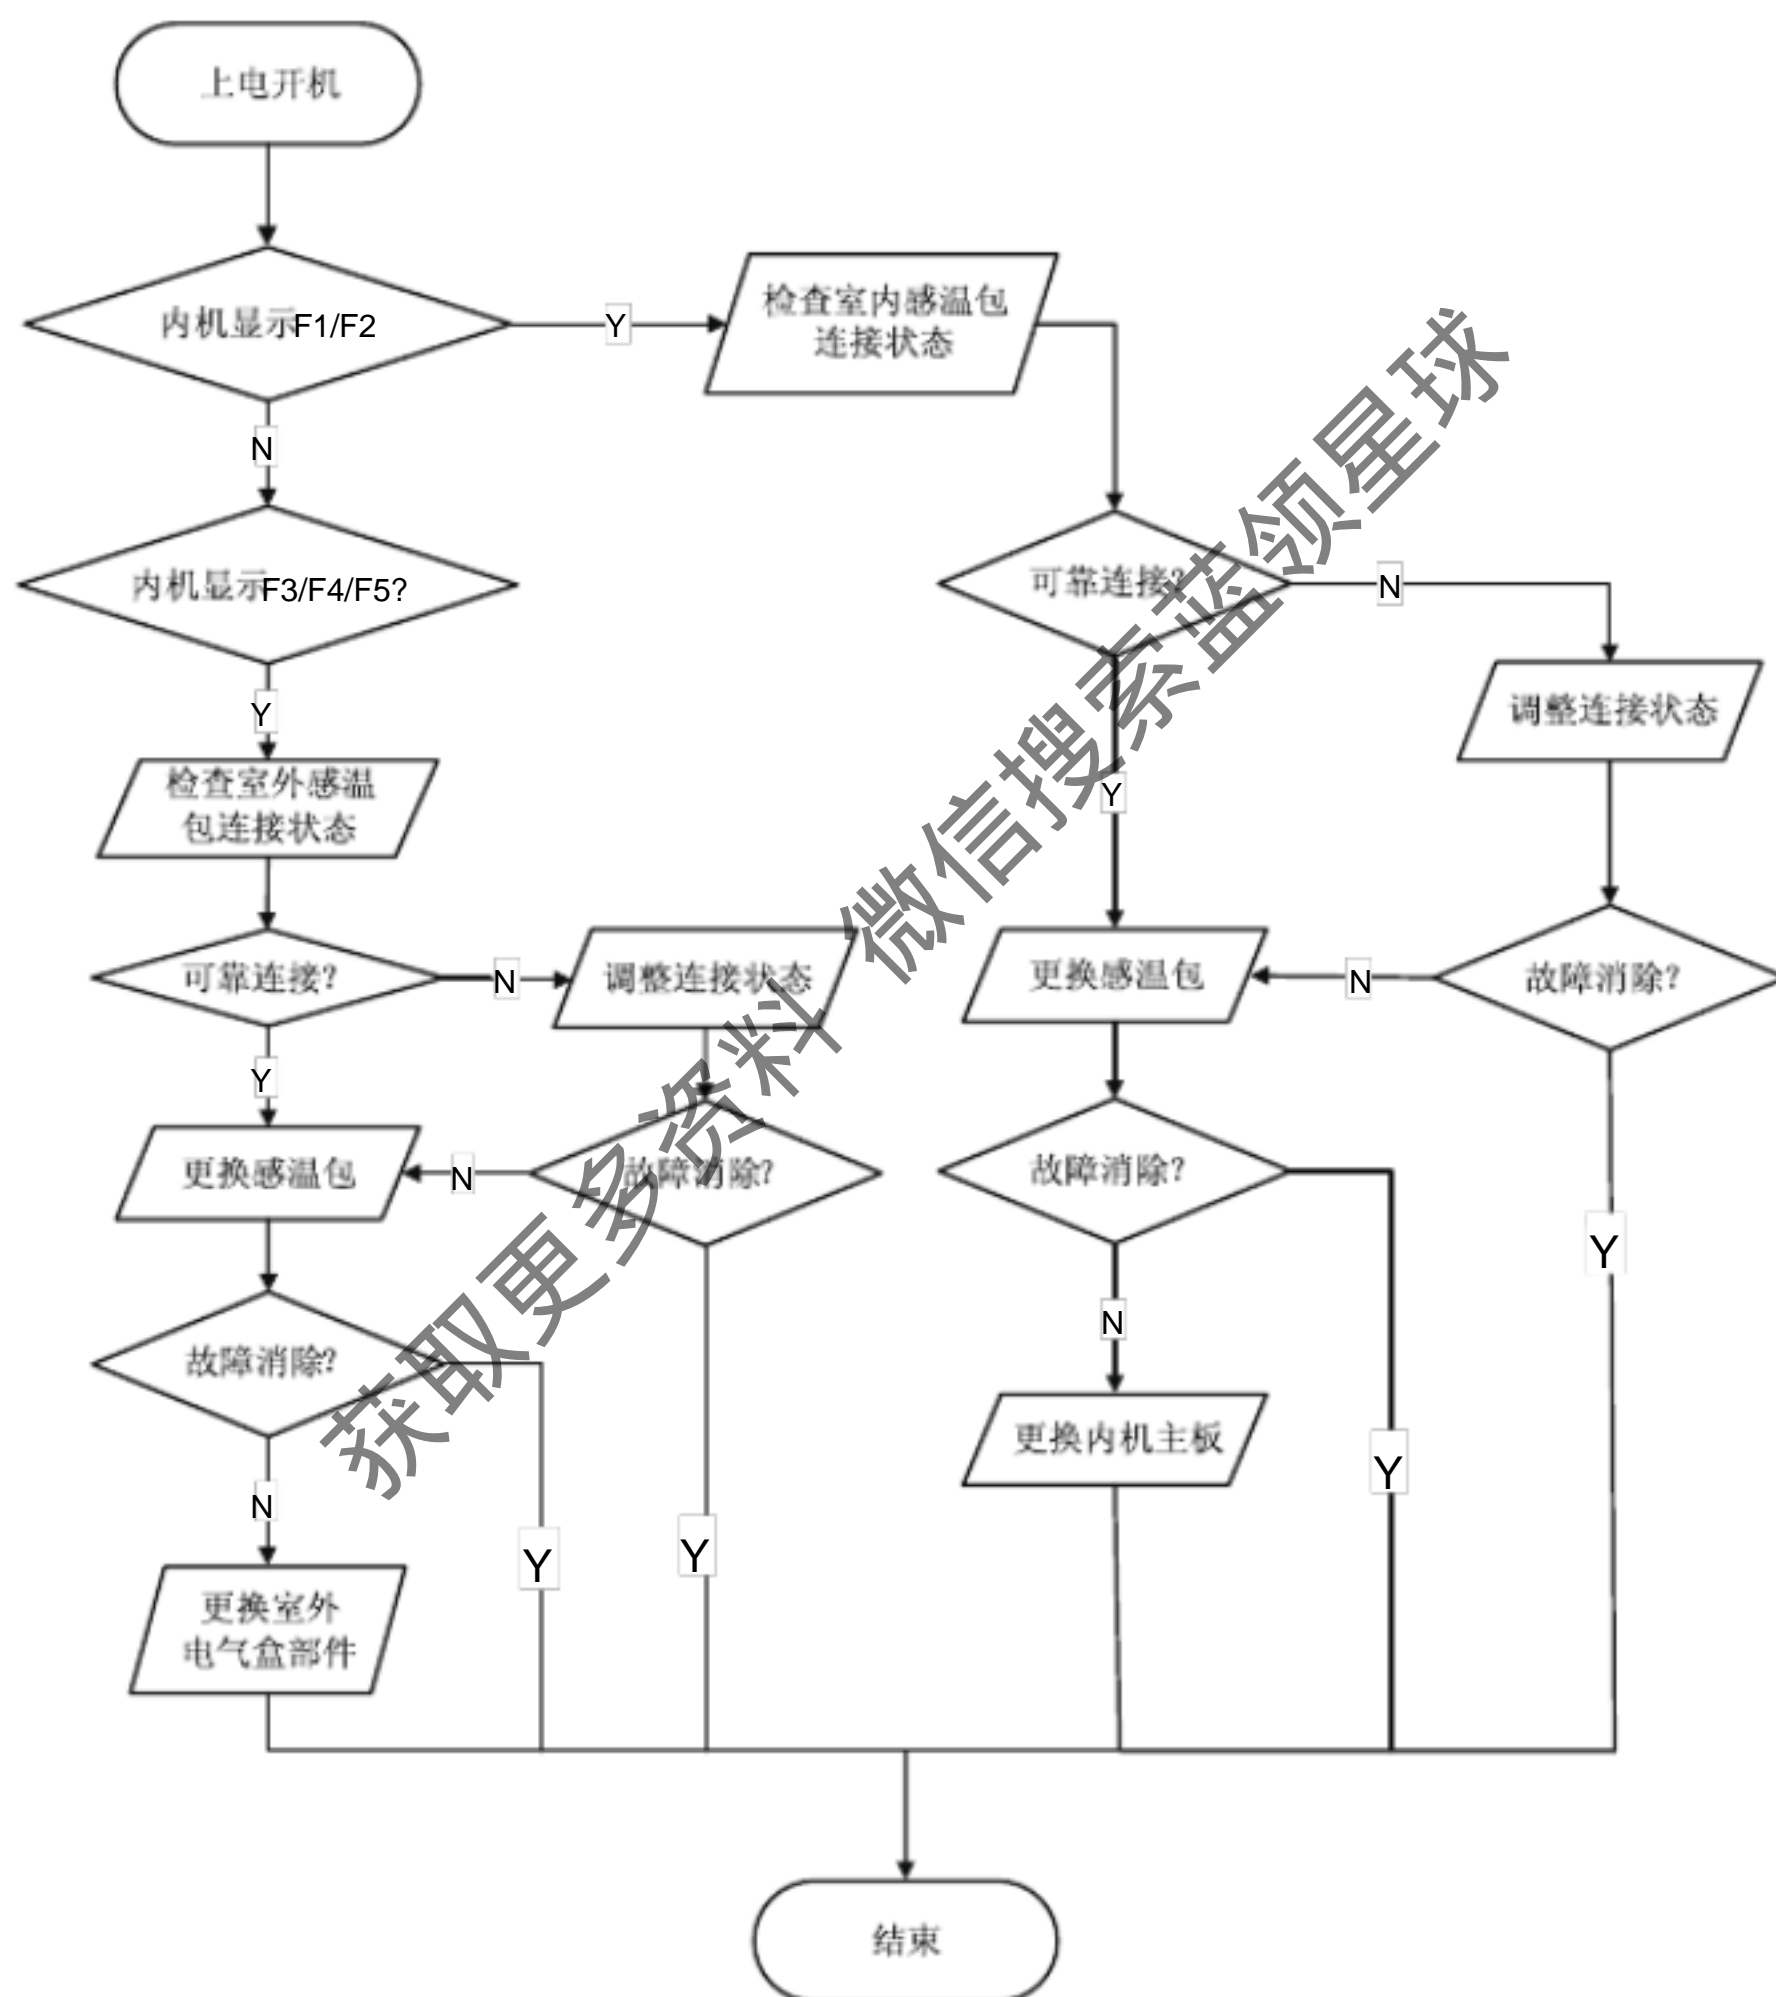 上电开机
内机显示F1/F2
Y
检查室内感温包
连接状态
N
内机显示F3/F4/F5?
可靠连接?
N
Y
调整连接状态
检查室外感温
包连接状态
Y
可靠连接?
N
调整连接状态
更换感温包
N
故障消除?
Y
更换感温包
N
故障消除?
故障消除?
Y
N
故障消除?
更换内机主板
Y
N
Y
Y
更换室外
电气盒部件
结束
获取更多资料 微信搜索蓝领星球